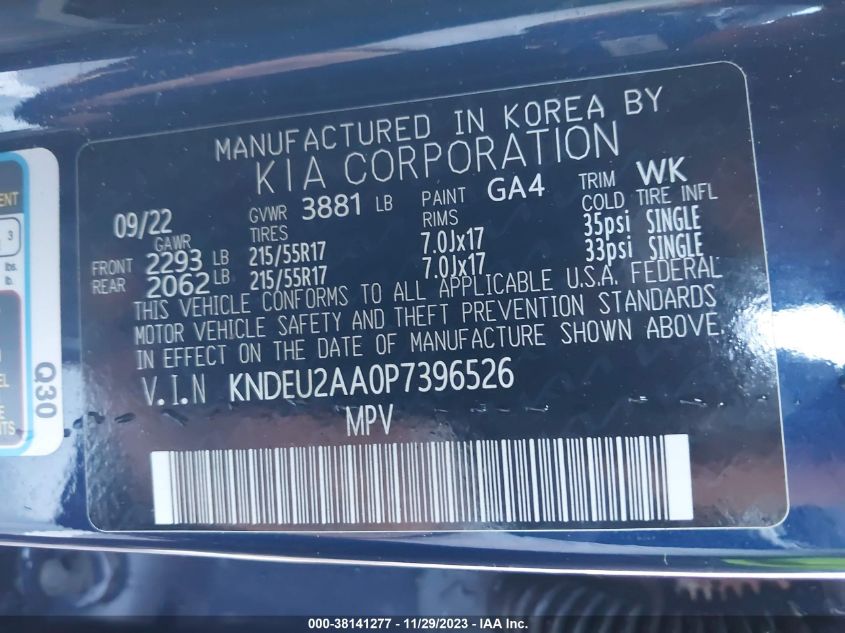 MANUFACTURED IN KOREA BY
KIA CORPORATION
09/22 GVWR 3881 LB PAINT GA4 TRIM WK
GAWR TIRES RIMS COLD TIRE INFL
FRONT 2293 LB 215/55R17 7.0Jx17 35psi SINGLE
REAR 2062 LB 215/55R17 7.0Jx17 33psi SINGLE
THIS VEHICLE CONFORMS TO ALL APPLICABLE U.S.A. FEDERAL
MOTOR VEHICLE SAFETY AND THEFT PREVENTION STANDARDS
IN EFFECT ON THE DATE OF MANUFACTURE SHOWN ABOVE.
V.I.N KNDEU2AA0P7396526
MPV
3
lbs.
lb.
Q30
000-38141277 - 11/29/2023 - IAA Inc.